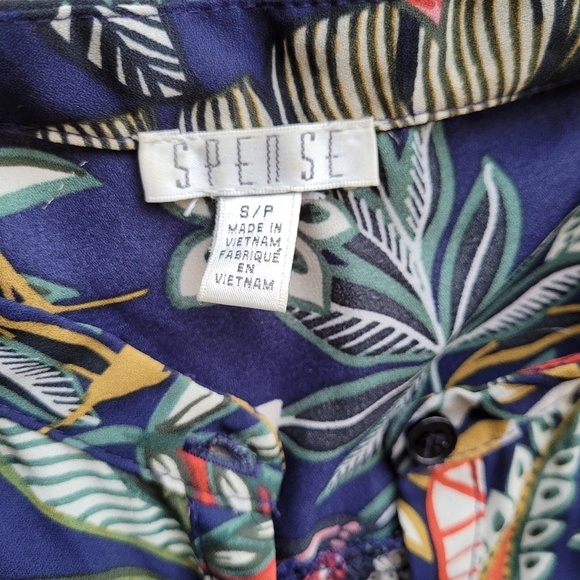 SPENSE
S/P
MADE IN
VIETNAM
FABRIQUÉ
EN
VIETNAM